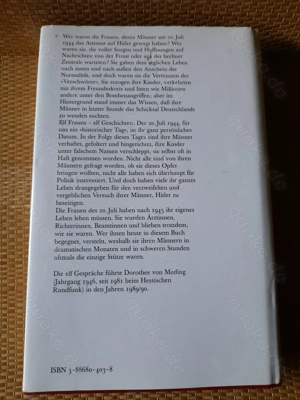 Wer waren die Frauen, deren Männer am 20. Juli
1944 das Attentat auf Hitler gewagt haben? Wer
waren sie, die voller Sorgen und Hoffnungen auf
Nachrichten von der Front oder aus der Berliner
Zentrale warteten? Sie gaben dem täglichen Leben
nach innen und nach außen den Anschein der
Normalität, und doch waren sie die Vertrauten der
»Verschwörer«. Sie erzogen ihre Kinder, verkehrten
mit ihrem Freundeskreis und litten wie Millionen
andere unter den Bombenangriffen, aber im
Hintergrund stand immer das Wissen, daß ihre
Männer in letzter Stunde das Schicksal Deutschlands
zu wenden suchten.
Elf Frauen – elf Geschichten. Der 20. Juli 1944, für
uns ein »historischer Tag«, ist ihr ganz persönliches
Datum. In der Folge dieses Tages sind ihre Männer
verhaftet, gefoltert und hingerichtet, ihre Kinder
unter falschem Namen verschleppt, sie selbst oft in
Haft genommen worden. Nicht alle sind von ihren
Männern gefragt worden, ob sie dieses Opfer
bringen wollten, nicht alle haben sich überhaupt für
Politik interessiert. Und doch haben viele ihr ganzes
Leben drangegeben für den verzweifelten und
vergeblichen Versuch ihrer Männer, Hitler zu
beseitigen.
Die Frauen des 20. Juli haben nach 1945 ihr eigenes
Leben leben müssen. Sie wurden Ärztinnen,
Richterinnen, Beamtinnen und blieben trotzdem,
wie sie waren. Wer ihnen heute in diesem Buch
begegnet, versteht, weshalb sie ihren Männern in
dramatischen Monaten und in schweren Stunden
oftmals die einzige Stütze waren.
Die elf Gespräche führte Dorothee von Meding
(Jahrgang 1946, seit 1981 beim Hessischen
Rundfunk) in den Jahren 1989/90.
ISBN 3-88680-403-8